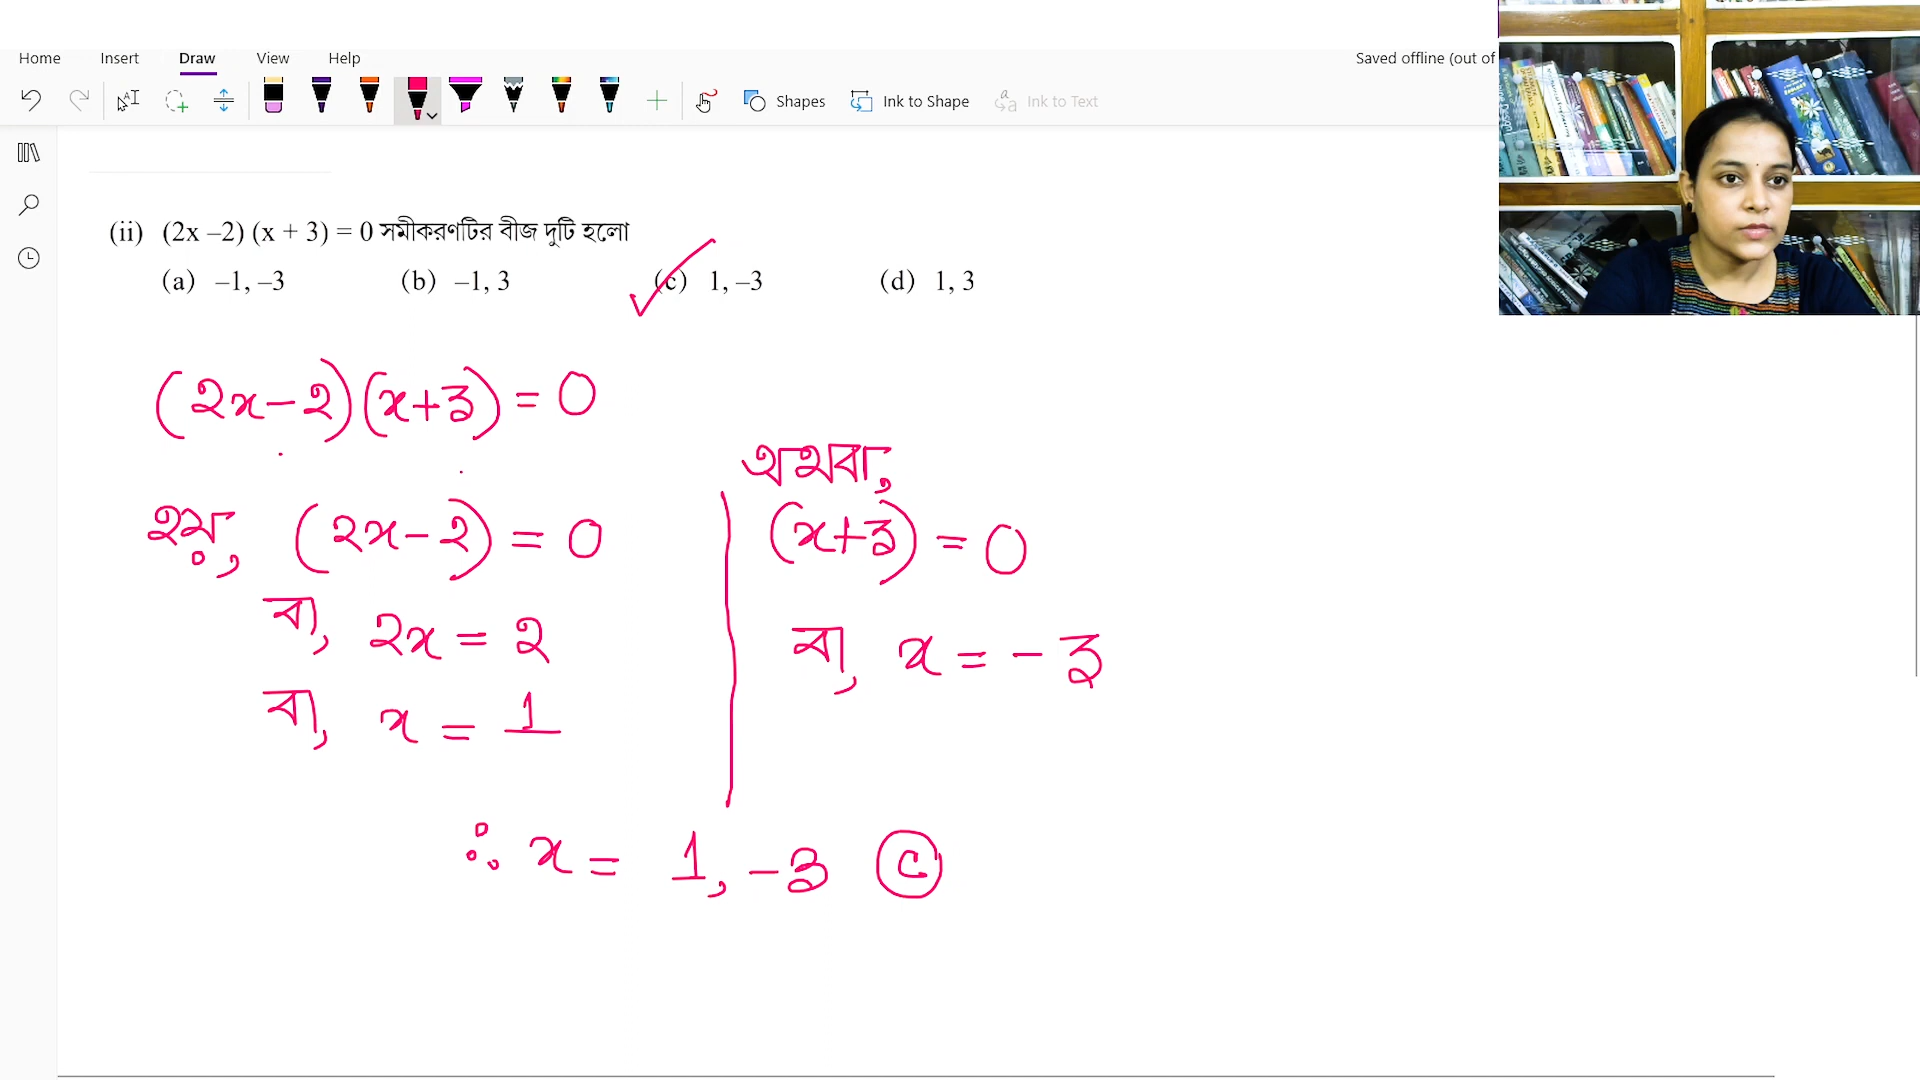 Home Insert Draw View Help Saved offline (out of
Shapes Ink to Shape Ink to Text
(ii) (2x –2) (x + 3) = 0 সমীকরণটির বীজ দুটি হলো
(a) –1, –3 (b) –1, 3 (c) 1, –3 (d) 1, 3
(2x-2)(x+3) = 0
অথবা,
হয়, (2x-2) = 0 (x+3) = 0
বা, 2x = 2 বা, x = -3
বা, x = 1
∴ x = 1, -3 C